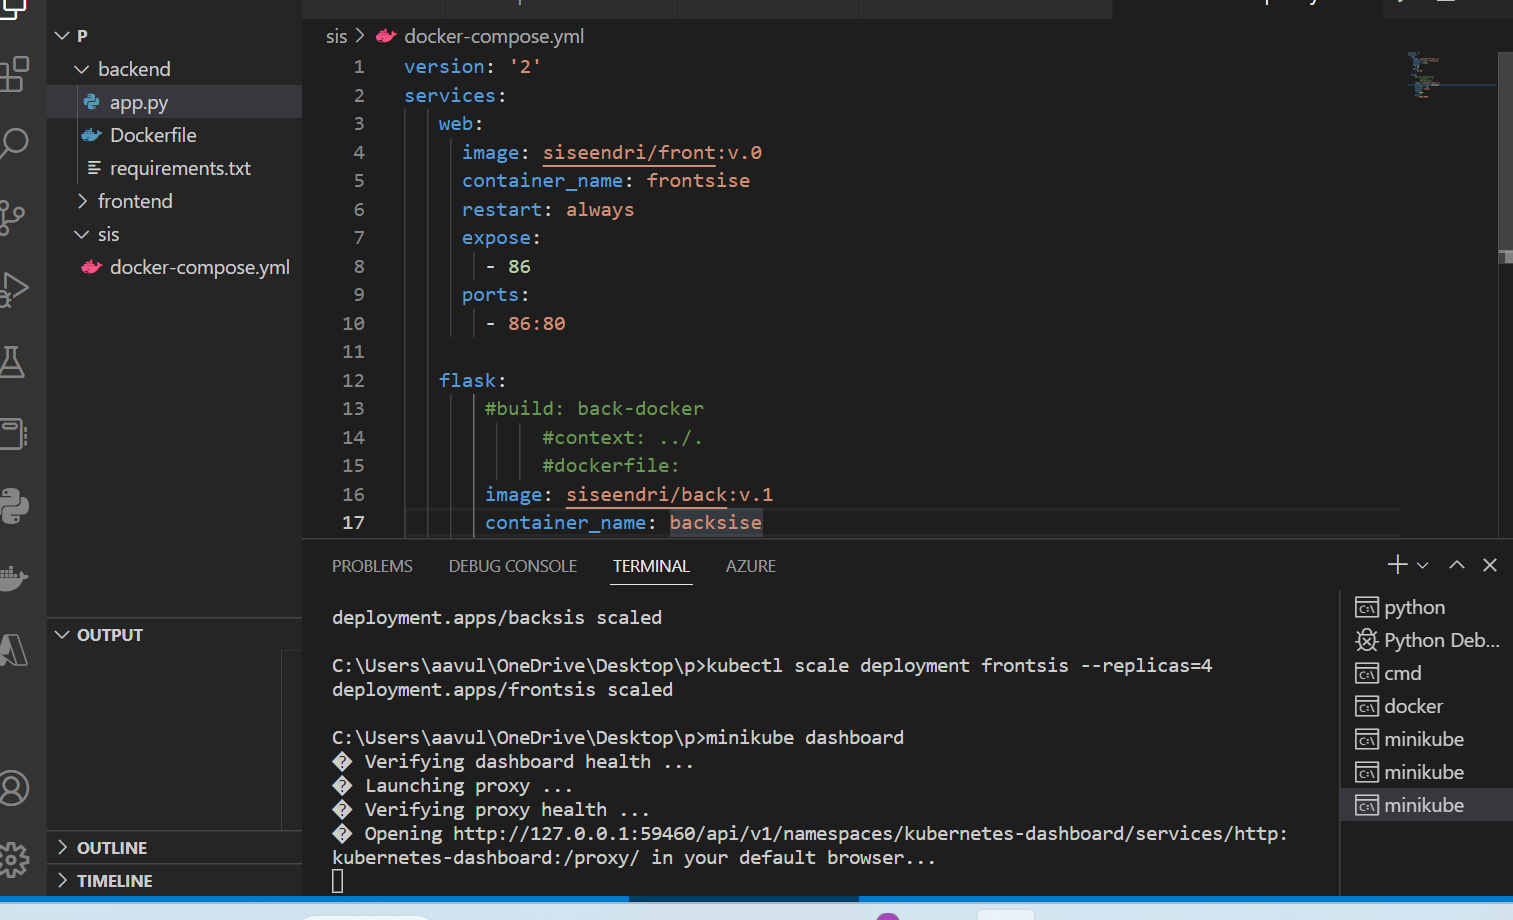 P
backend
app.py
Dockerfile
requirements.txt
frontend
sis
docker-compose.yml
OUTPUT
OUTLINE
TIMELINE
sis > docker-compose.yml
1 version: '2'
2 services:
3 web:
4 image: siseendri/front:v.0
5 container_name: frontsise
6 restart: always
7 expose:
8 - 86
9 ports:
10 - 86:80
11
12 flask:
13 #build: back-docker
14 #context: ../.
15 #dockerfile:
16 image: siseendri/back:v.1
17 container_name: backsise
PROBLEMS DEBUG CONSOLE TERMINAL AZURE
deployment.apps/backsis scaled
C:\Users\aavul\OneDrive\Desktop\p>kubectl scale deployment frontsis --replicas=4
deployment.apps/frontsis scaled
C:\Users\aavul\OneDrive\Desktop\p>minikube dashboard
� Verifying dashboard health ...
� Launching proxy ...
� Verifying proxy health ...
� Opening http://127.0.0.1:59460/api/v1/namespaces/kubernetes-dashboard/services/http:
kubernetes-dashboard:/proxy/ in your default browser...
python
Python Deb...
cmd
docker
minikube
minikube
minikube